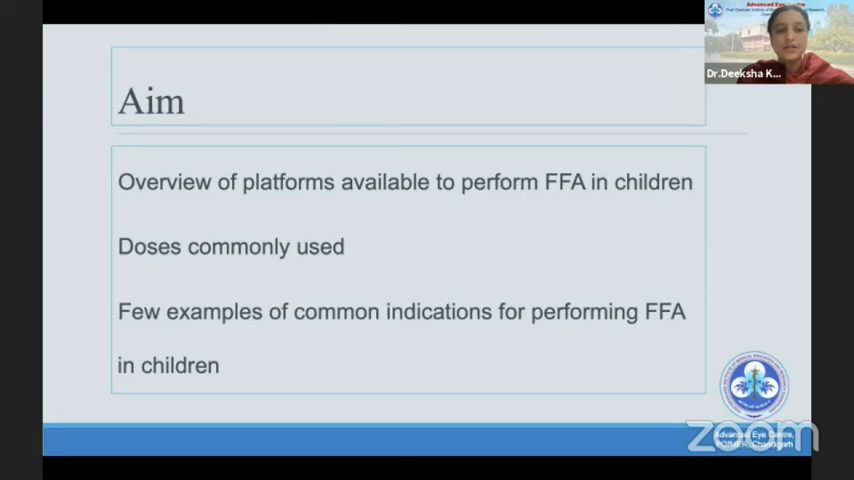 Advanced Eye Centre
Dr.Deeksha K...
Aim
Overview of platforms available to perform FFA in children
Doses commonly used
Few examples of common indications for performing FFA
in children
zoom
Advanced Eye Centre,
PGIMER, Chandigarh